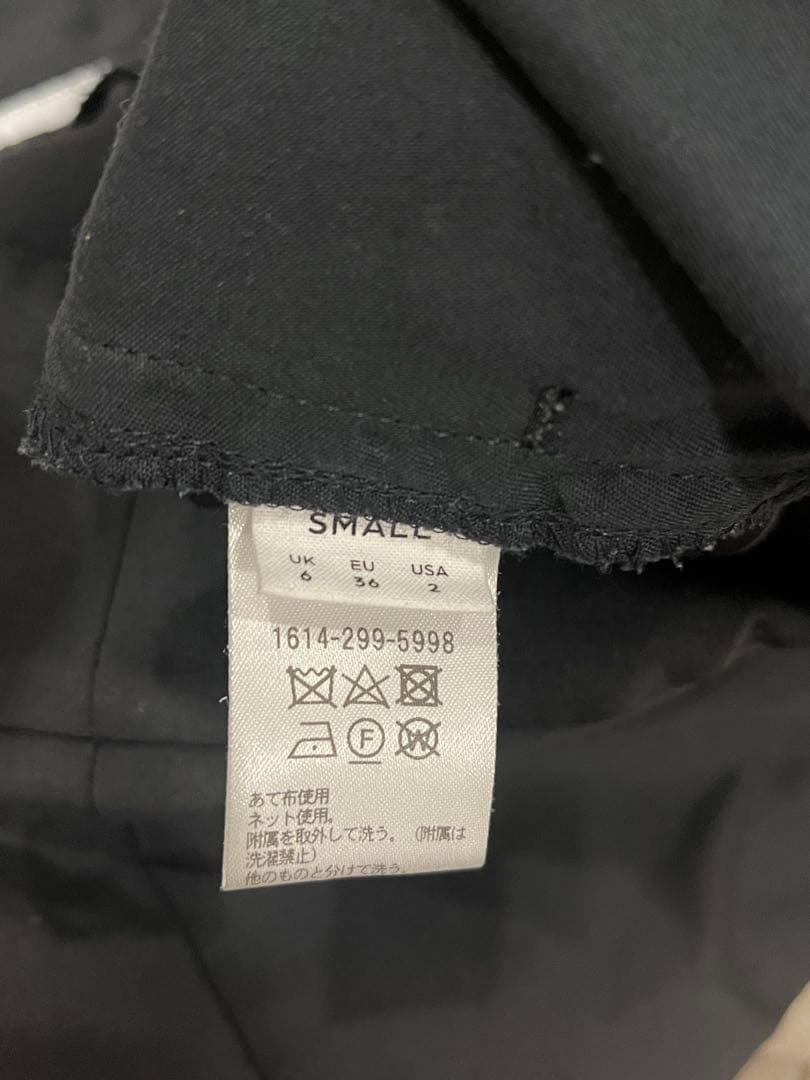 SMALL
UK EU USA
6 36 2
1614-299-5998
F W
あて布使用
ネット使用。
附属を取外して洗う。（附属は
洗濯禁止）
他のものと分けて洗う。